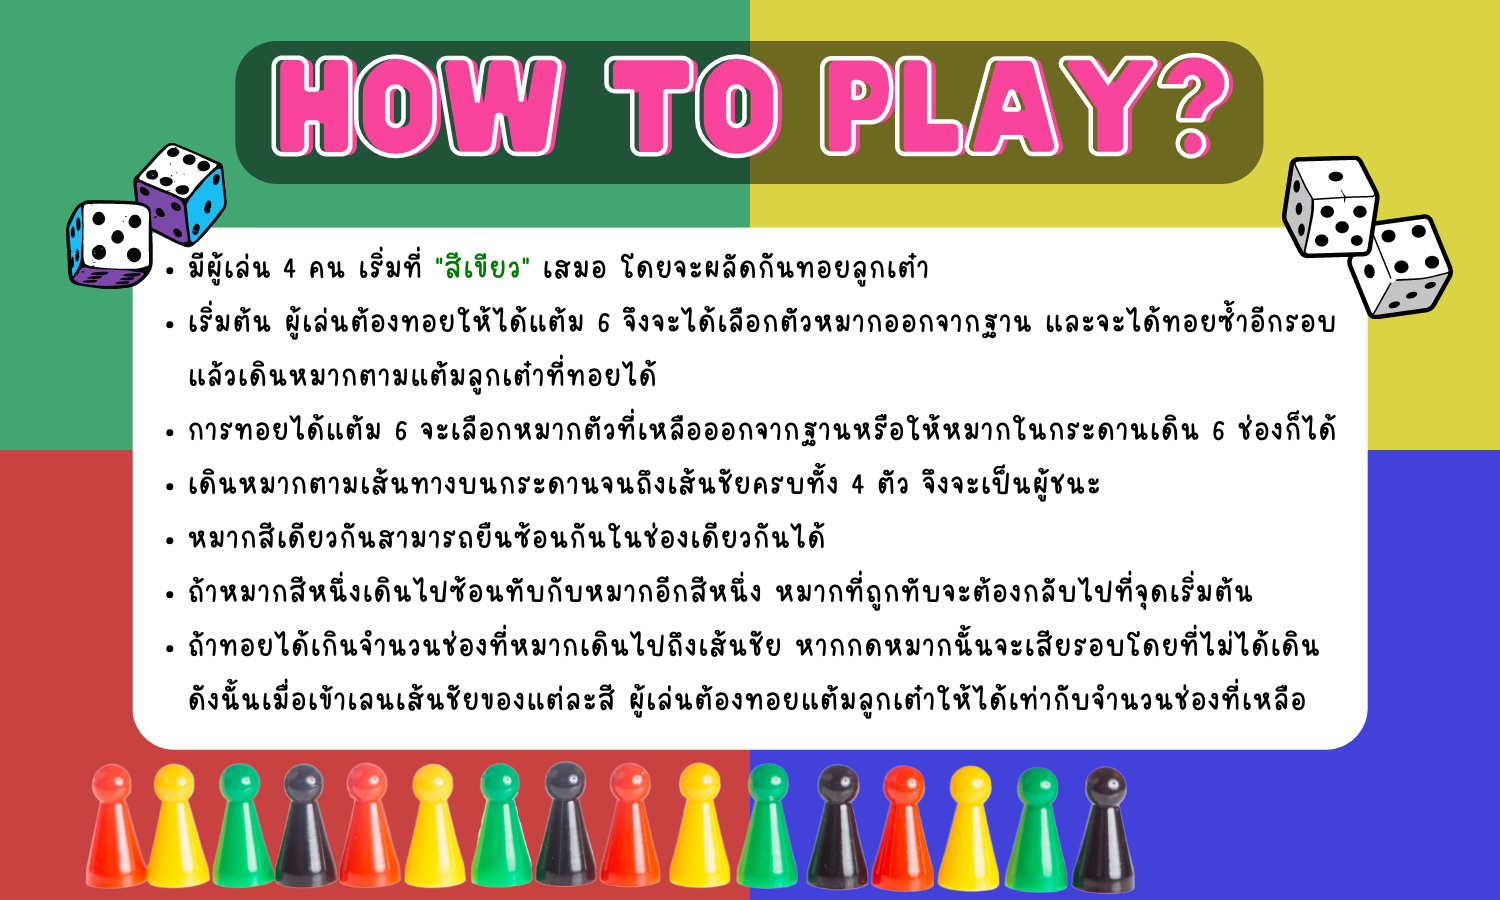 HOW TO PLAY?
• มีผู้เล่น 4 คน เริ่มที่ "สีเขียว" เสมอ โดยจะผลัดกันทอยลูกเต๋า
• เริ่มต้น ผู้เล่นต้องทอยให้ได้แต้ม 6 จึงจะได้เลือกตัวหมากออกจากฐาน และจะได้ทอยซ้ำอีกรอบ
แล้วเดินหมากตามแต้มลูกเต๋าที่ทอยได้
• การทอยได้แต้ม 6 จะเลือกหมากตัวที่เหลือออกจากฐานหรือให้หมากในกระดานเดิน 6 ช่องก็ได้
• เดินหมากตามเส้นทางบนกระดานจนถึงเส้นชัยครบทั้ง 4 ตัว จึงจะเป็นผู้ชนะ
• หมากสีเดียวกันสามารถยืนซ้อนกันในช่องเดียวกันได้
• ถ้าหมากสีหนึ่งเดินไปซ้อนทับกับหมากอีกสีหนึ่ง หมากที่ถูกทับจะต้องกลับไปที่จุดเริ่มต้น
• ถ้าทอยได้เกินจำนวนช่องที่หมากเดินไปถึงเส้นชัย หากกดหมากนั้นจะเสียรอบโดยที่ไม่ได้เดิน
ดังนั้นเมื่อเข้าเลนเส้นชัยของแต่ละสี ผู้เล่นต้องทอยแต้มลูกเต๋าให้ได้เท่ากับจำนวนช่องที่เหลือ